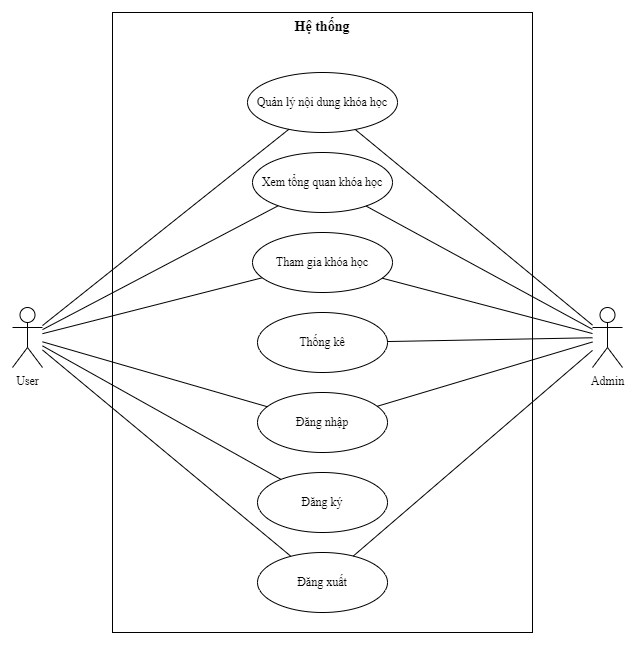 Hệ thống
Quản lý nội dung khóa học
Xem tổng quan khóa học
Tham gia khóa học
Thống kê
User
Admin
Đăng nhập
Đăng ký
Đăng xuất